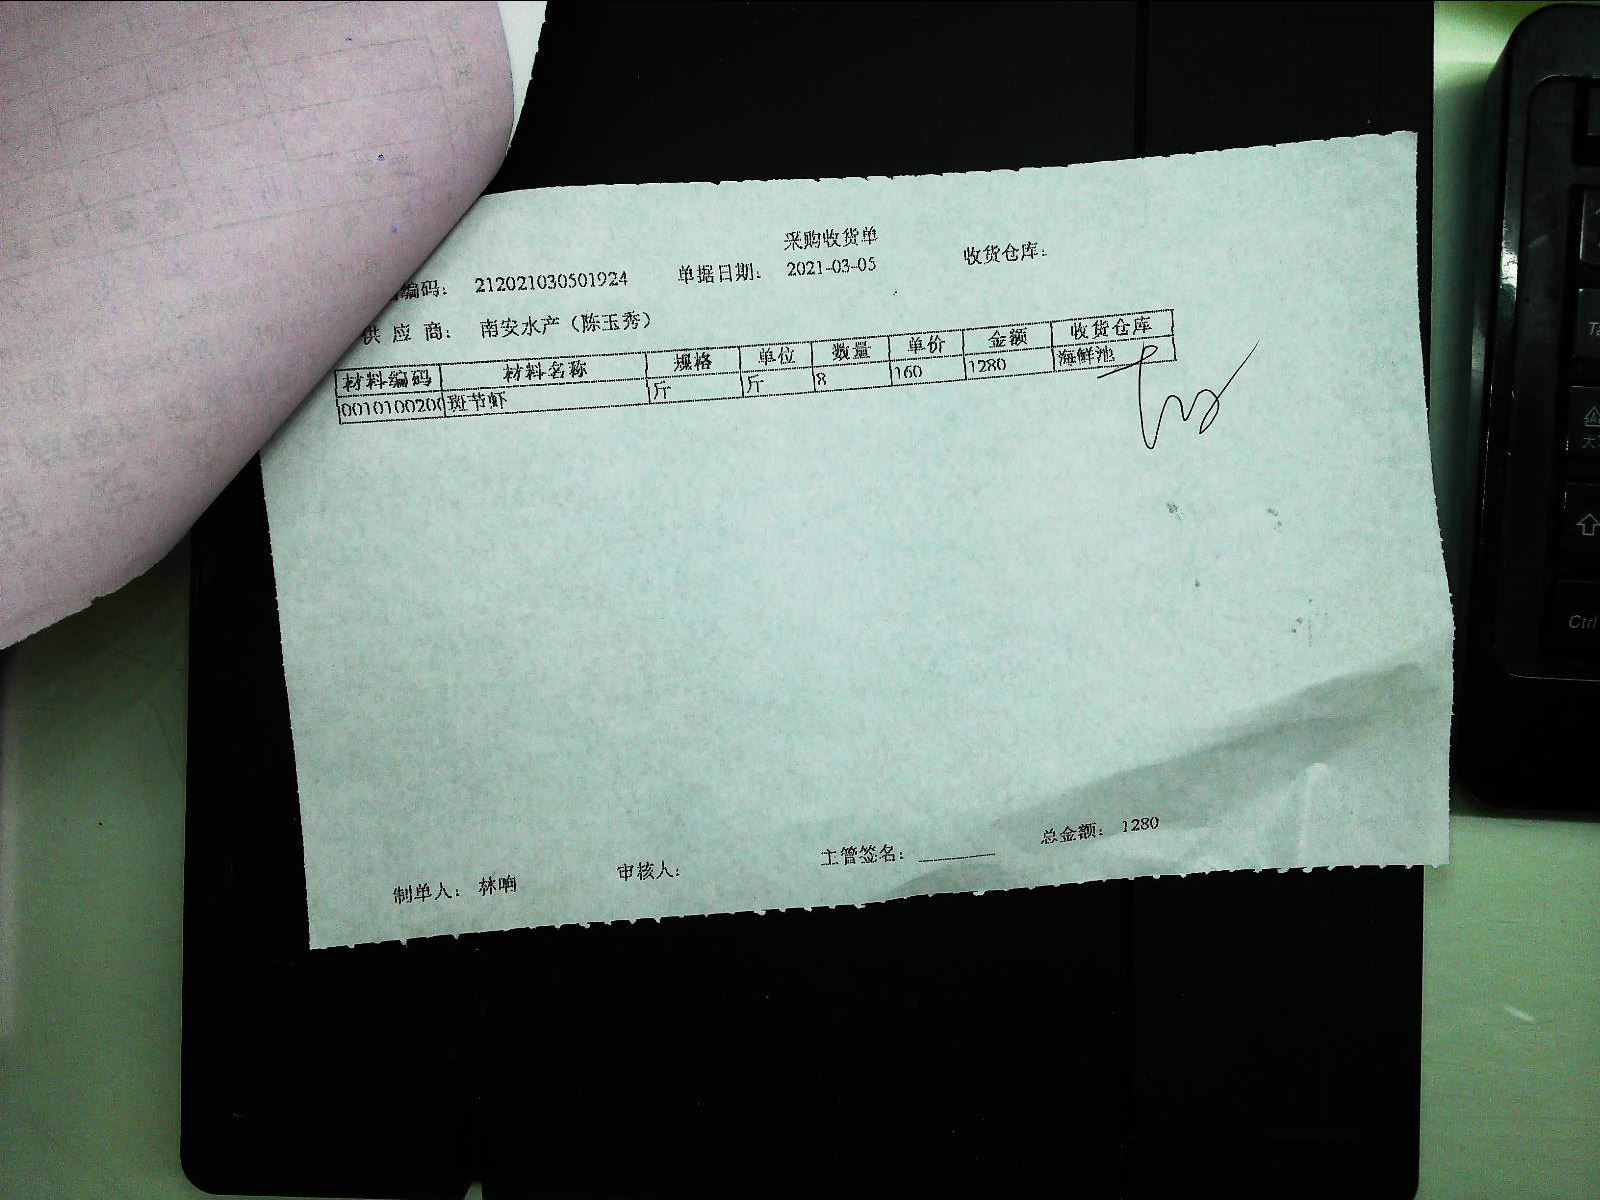 采购收货单
编码： 212021030501924 单据日期： 2021-03-05 收货仓库：
供 应 商： 南安水产（陈玉秀）
材料编码 材料名称 规格 单位 数量 单价 金额 收货仓库
0010100200 斑节虾 斤 斤 8 160 1280 海鲜池
制单人： 林响 审核人： 主管签名： 总金额： 1280
Ctrl